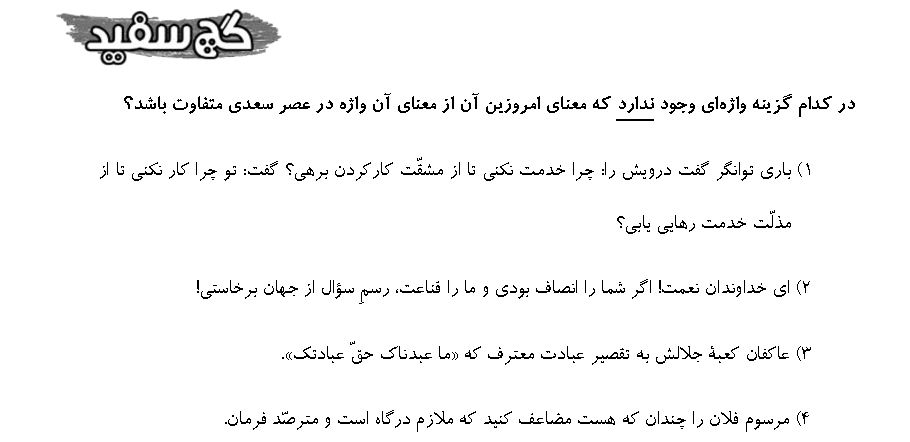 گچ سفید
در کدام گزینه واژه‌ای وجود ندارد که معنای امروزین آن از معنای آن واژه در عصر سعدی متفاوت باشد؟
۱) باری توانگر گفت درویش را: چرا خدمت نکنی تا از مشقّت کارکردن برهی؟ گفت: تو چرا کار نکنی تا از
مذلّت خدمت رهایی یابی؟
۲) ای خداوندان نعمت! اگر شما را انصاف بودی و ما را قناعت، رسمِ سؤال از جهان برخاستی!
۳) عاکفان کعبهٔ جلالش به تقصیر عبادت معترف که «ما عبدناک حقّ عبادتک».
۴) مرسوم فلان را چندان که هست مضاعف کنید که ملازم درگاه است و مترصّد فرمان.